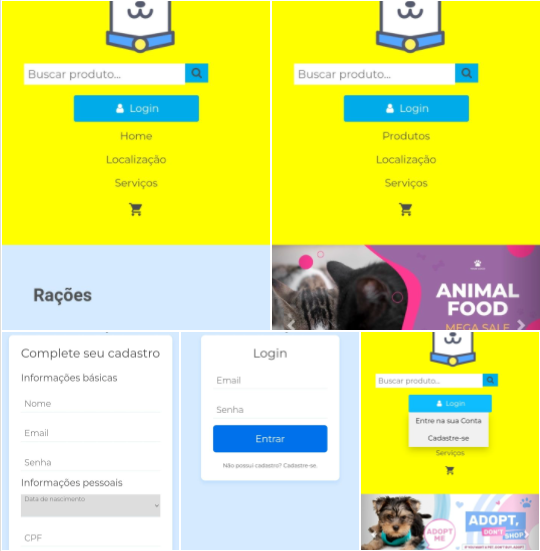 Buscar produto...
Login
Home
Localização
Serviços
Rações
Buscar produto...
Login
Produtos
Localização
Serviços
ANIMAL
FOOD
MEGA SALE
Complete seu cadastro
Informações básicas
Nome
Email
Senha
Informações pessoais
Data de nascimento
CPF
Login
Email
Senha
Entrar
Não possui cadastro? Cadastre-se.
Buscar produto...
Login
Entre na sua Conta
Cadastre-se
Serviços
ADOPT
ME
ADOPT,
DON'T
SHOP